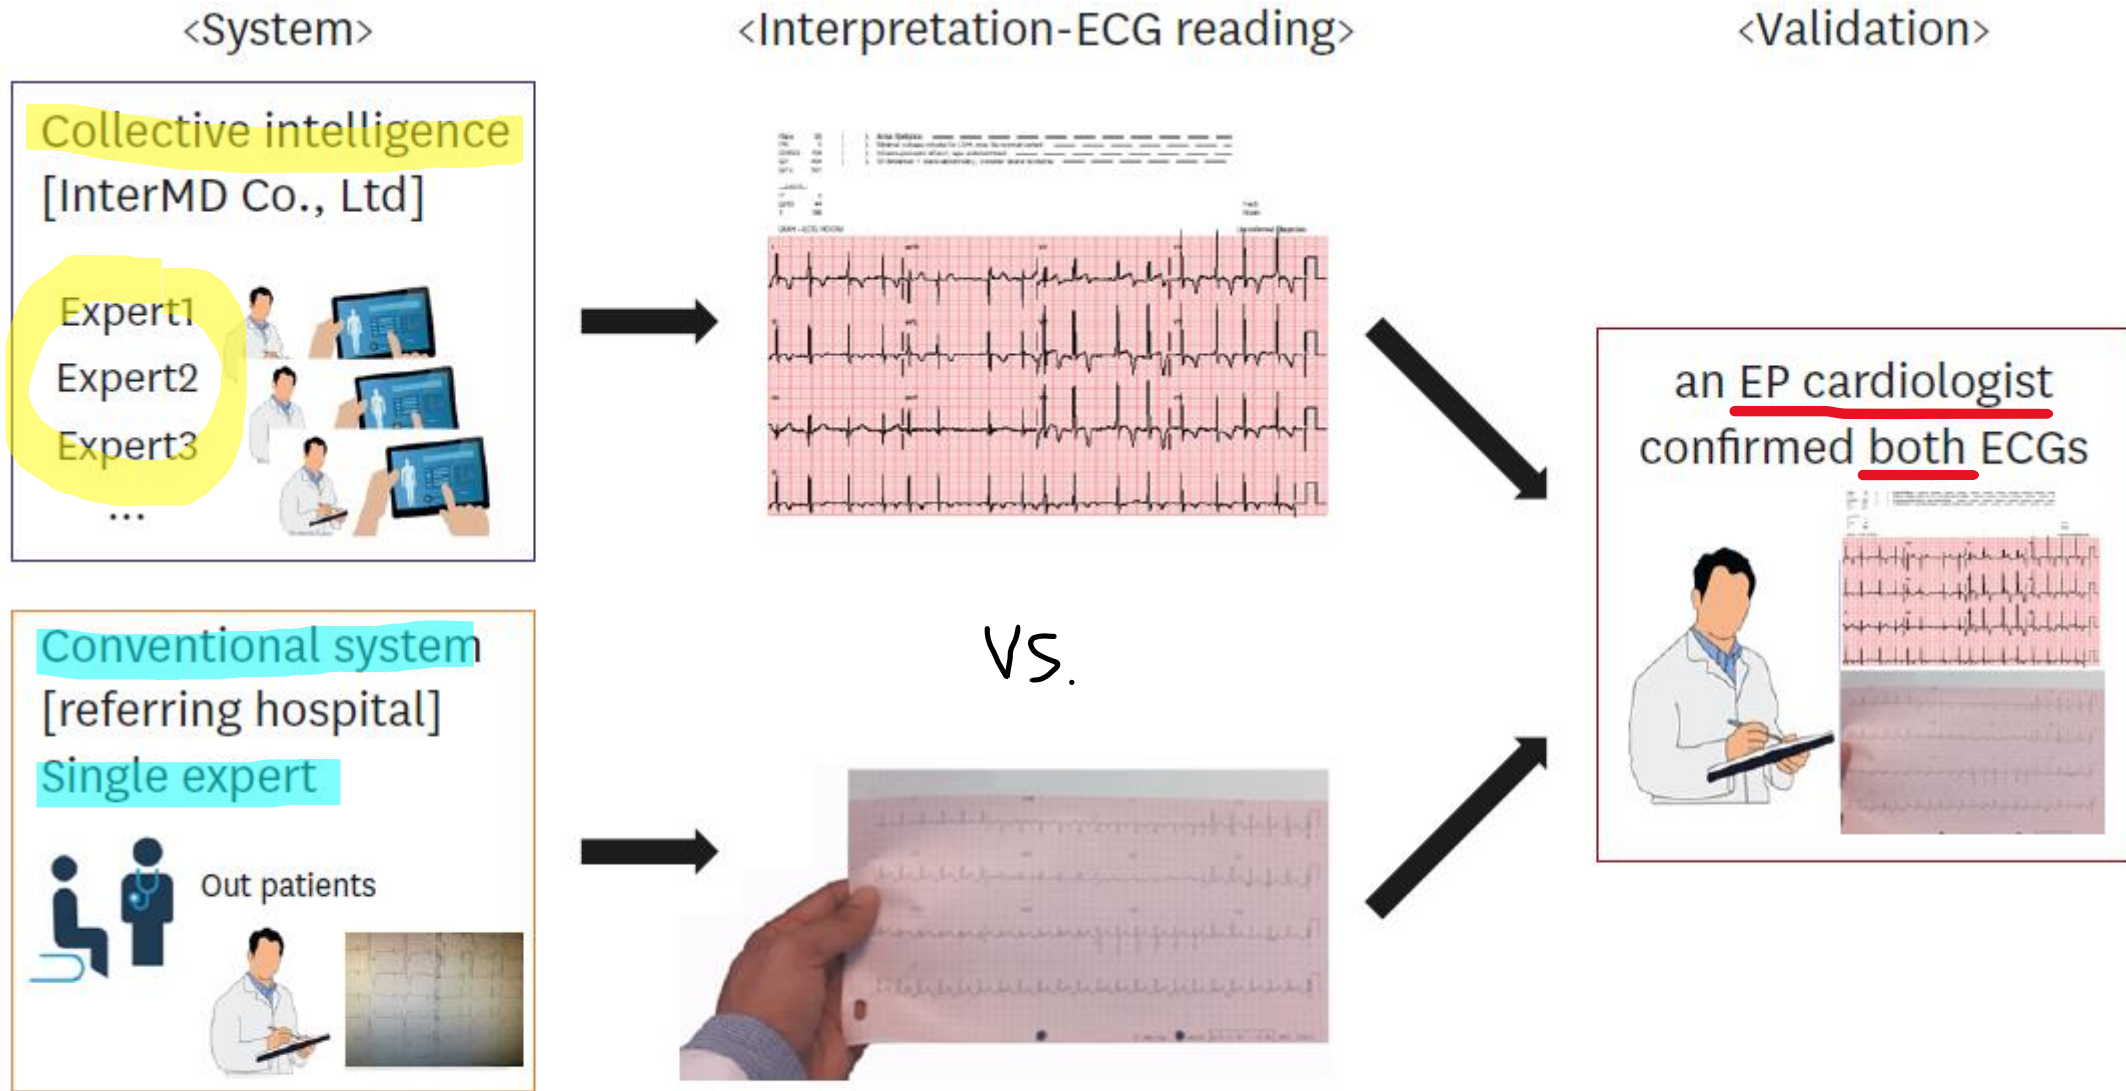 <System>
Collective intelligence
[InterMD Co., Ltd]
Expert1
Expert2
Expert3
...
Conventional system
[referring hospital]
Single expert
Out patients
<Interpretation-ECG reading>
VS.
<Validation>
an EP cardiologist
confirmed both ECGs